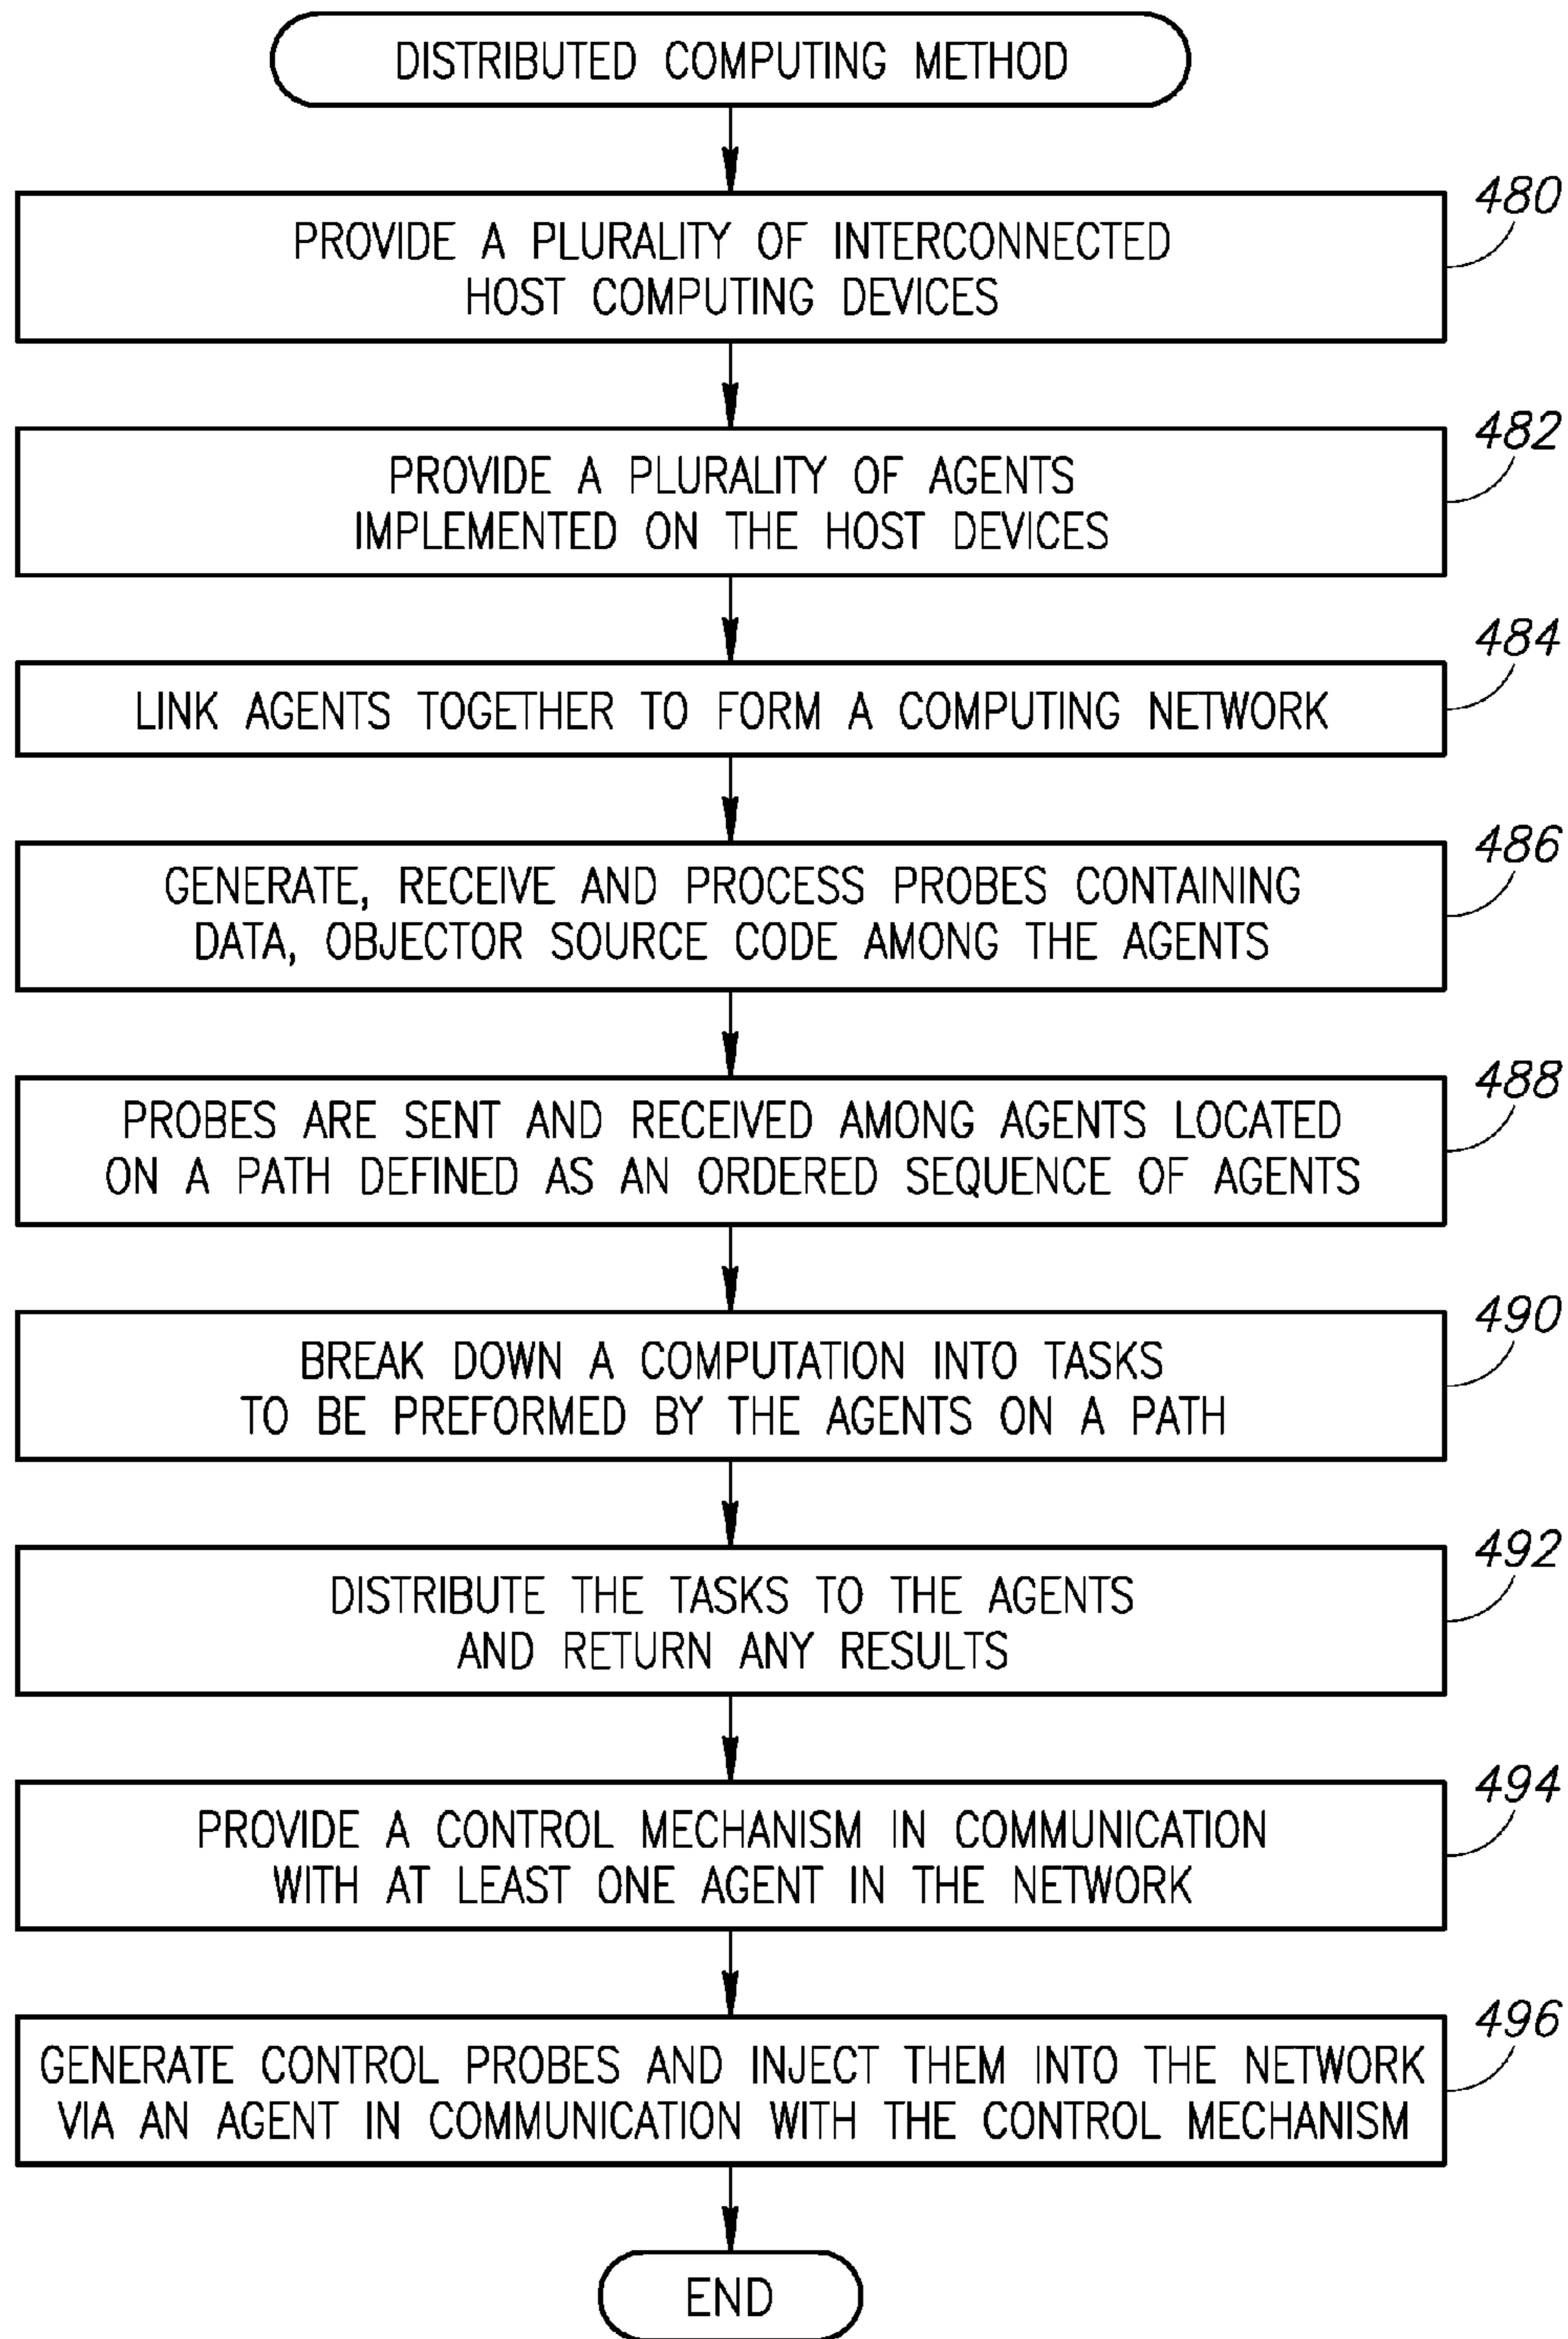 DISTRIBUTED COMPUTING METHOD
480
PROVIDE A PLURALITY OF INTERCONNECTED
HOST COMPUTING DEVICES
482
PROVIDE A PLURALITY OF AGENTS
IMPLEMENTED ON THE HOST DEVICES
484
LINK AGENTS TOGETHER TO FORM A COMPUTING NETWORK
486
GENERATE, RECEIVE AND PROCESS PROBES CONTAINING
DATA, OBJECTOR SOURCE CODE AMONG THE AGENTS
488
PROBES ARE SENT AND RECEIVED AMONG AGENTS LOCATED
ON A PATH DEFINED AS AN ORDERED SEQUENCE OF AGENTS
490
BREAK DOWN A COMPUTATION INTO TASKS
TO BE PREFORMED BY THE AGENTS ON A PATH
492
DISTRIBUTE THE TASKS TO THE AGENTS
AND RETURN ANY RESULTS
494
PROVIDE A CONTROL MECHANISM IN COMMUNICATION
WITH AT LEAST ONE AGENT IN THE NETWORK
496
GENERATE CONTROL PROBES AND INJECT THEM INTO THE NETWORK
VIA AN AGENT IN COMMUNICATION WITH THE CONTROL MECHANISM
END